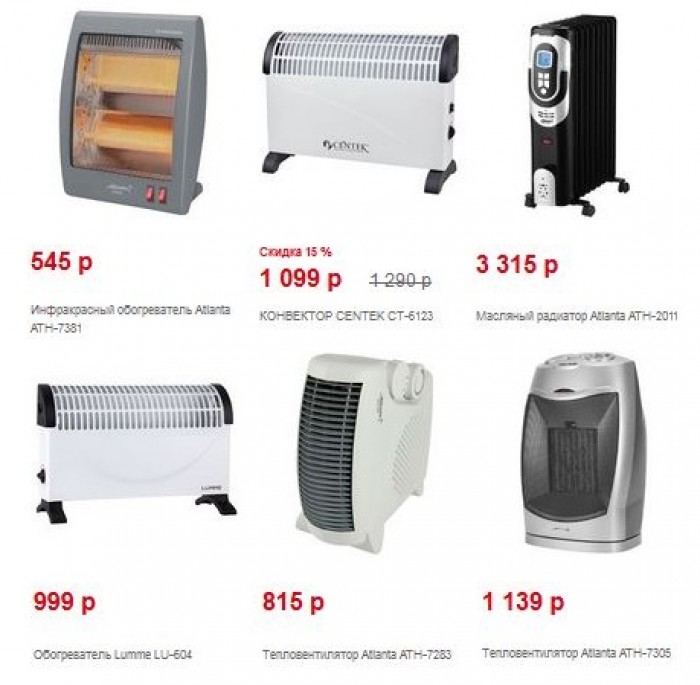 CENTEK
545 р
Инфракрасный обогреватель Atlanta
ATH-7381
Скидка 15 %
1 099 р 1 290 р
КОНВЕКТОР CENTEK CT-6123
3 315 р
Масляный радиатор Atlanta ATH-2011
LUMME
999 р
Обогреватель Lumme LU-604
815 р
Тепловентилятор Atlanta ATH-7283
1 139 р
Тепловентилятор Atlanta ATH-7305